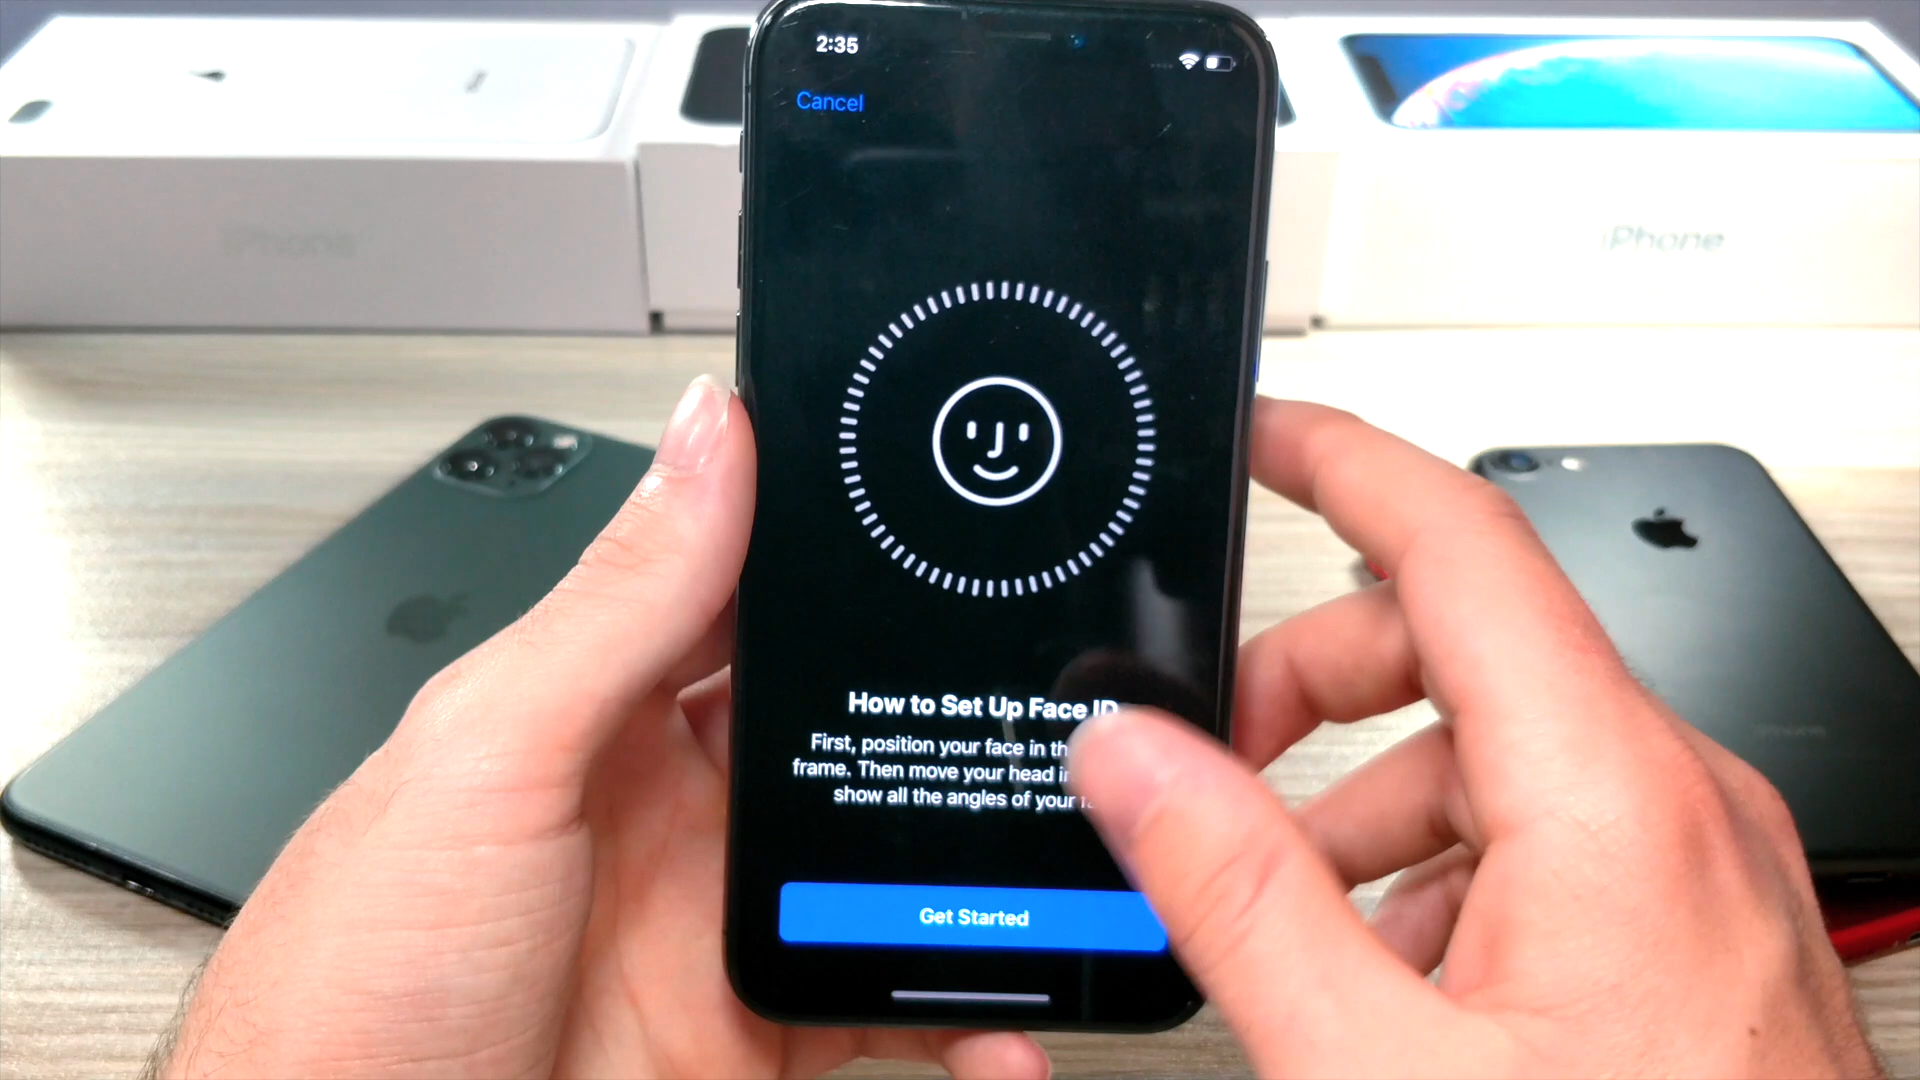 2:35
Cancel
iPhone
iPhone
How to Set Up Face ID
First, position your face in
frame. Then move your head
show all the angles of your
Get Started